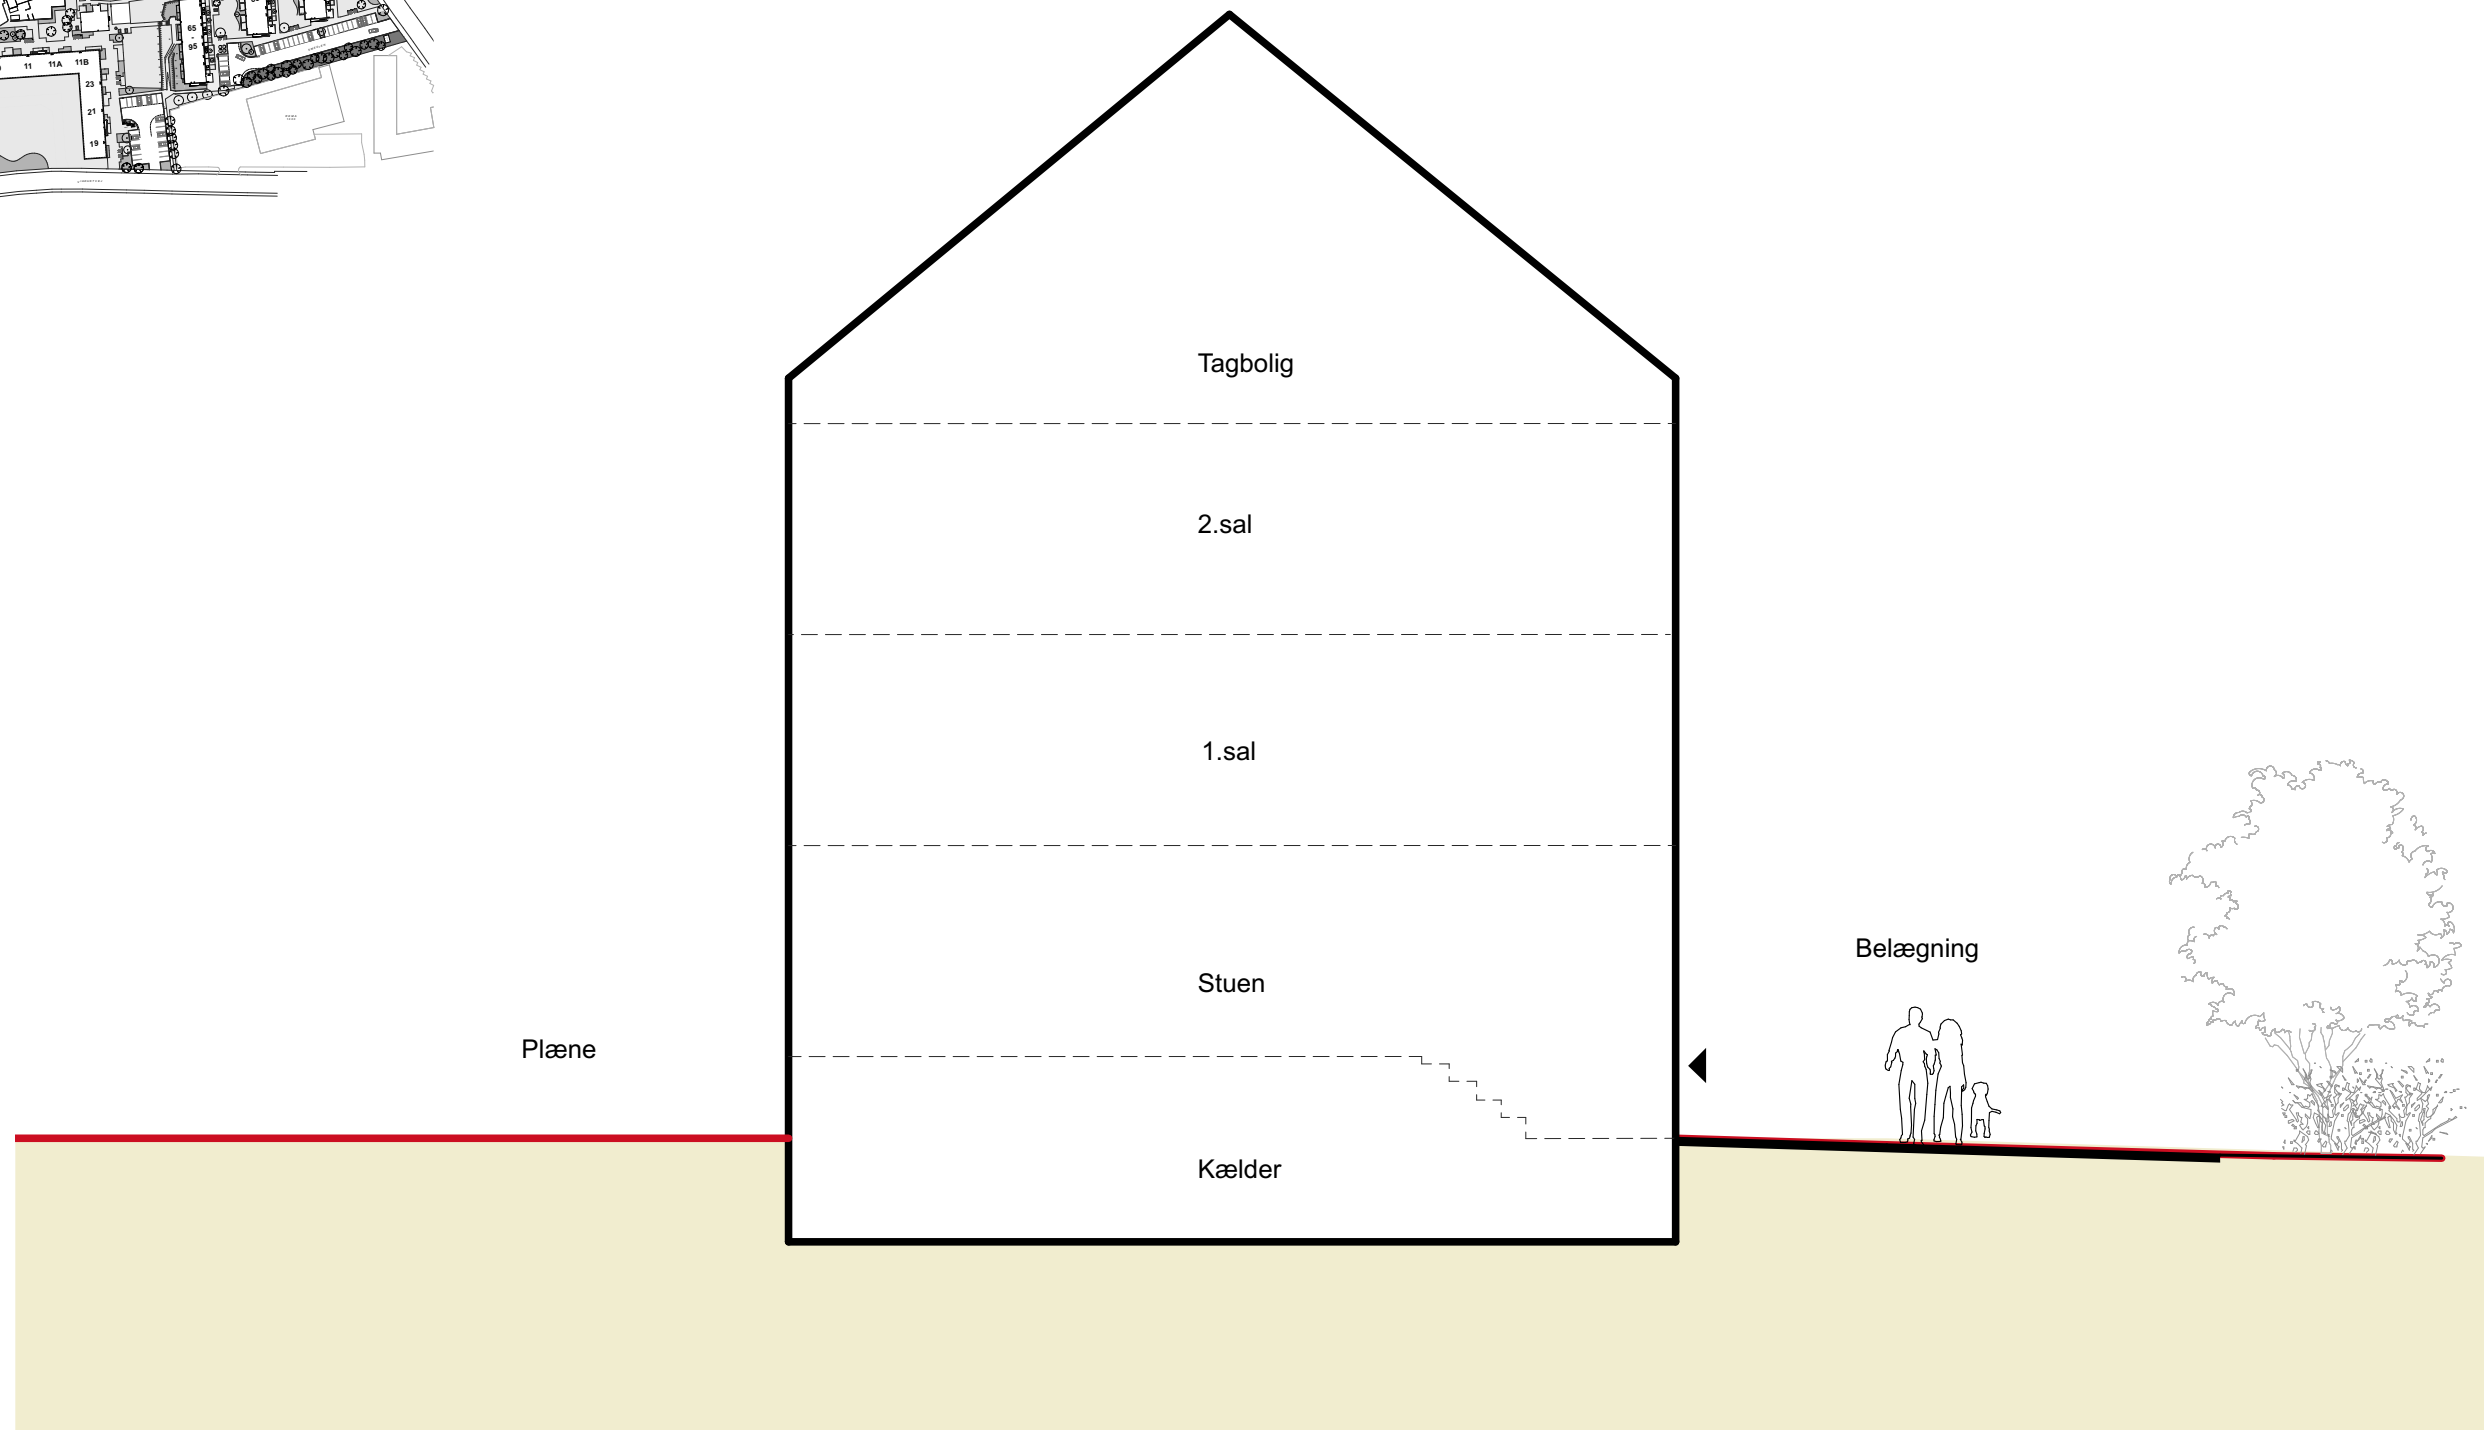 65
-
95
11 11A 11B
23
21
19
Tagbolig
2.sal
1.sal
Belægning
Stuen
Plæne
Kælder